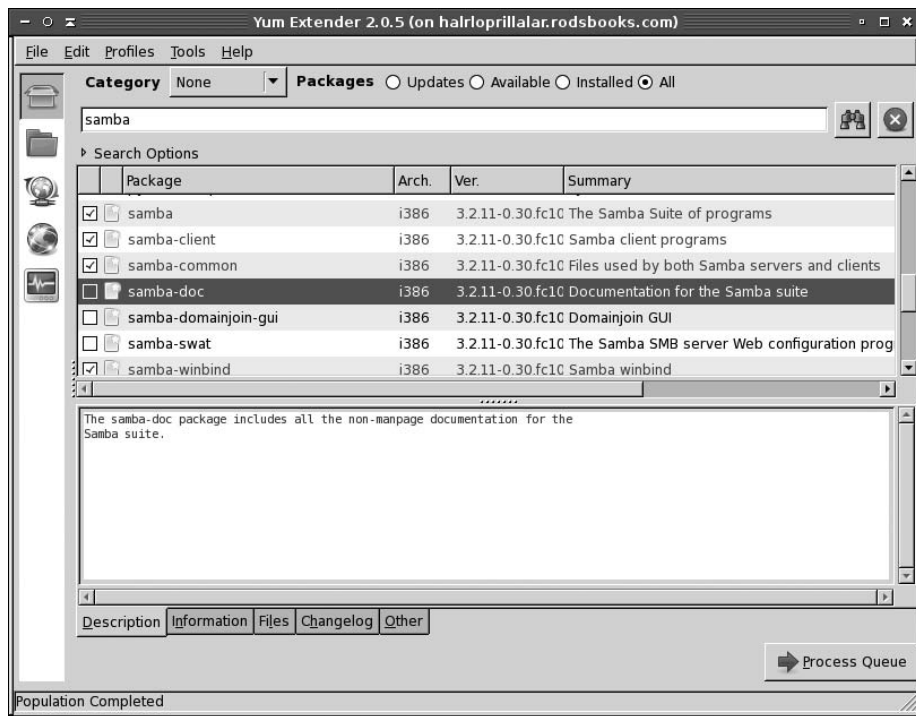 Yum Extender 2.0.5 (on halrloprillalar.rodsbooks.com)
File Edit Profiles Tools Help
Category None Packages Updates Available Installed All
samba
Search Options
Package Arch. Ver. Summary
samba i386 3.2.11-0.30.fc10 The Samba Suite of programs
samba-client i386 3.2.11-0.30.fc10 Samba client programs
samba-common i386 3.2.11-0.30.fc10 Files used by both Samba servers and clients
samba-doc i386 3.2.11-0.30.fc10 Documentation for the Samba suite
samba-domainjoin-gui i386 3.2.11-0.30.fc10 Domainjoin GUI
samba-swat i386 3.2.11-0.30.fc10 The Samba SMB server Web configuration prog
samba-winbind i386 3.2.11-0.30.fc10 Samba winbind
The samba-doc package includes all the non-manpage documentation for the
Samba suite.
Description Information Files Changelog Other
Process Queue
Population Completed